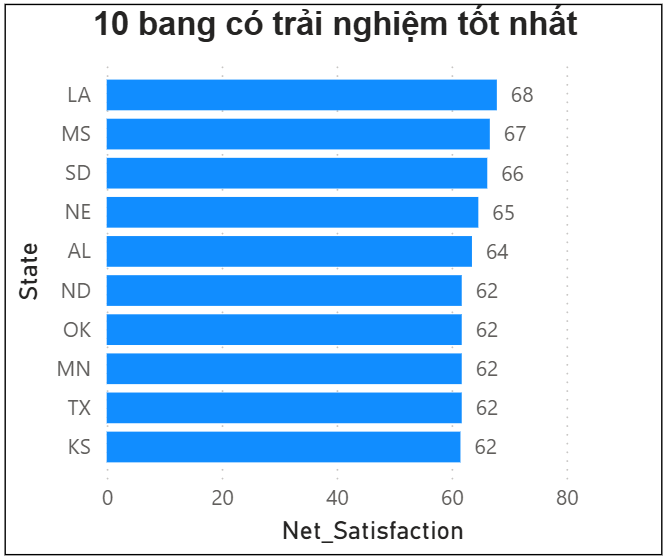 10 bang có trải nghiệm tốt nhất
State
LA 68
MS 67
SD 66
NE 65
AL 64
ND 62
OK 62
MN 62
TX 62
KS 62
0 20 40 60 80
Net_Satisfaction